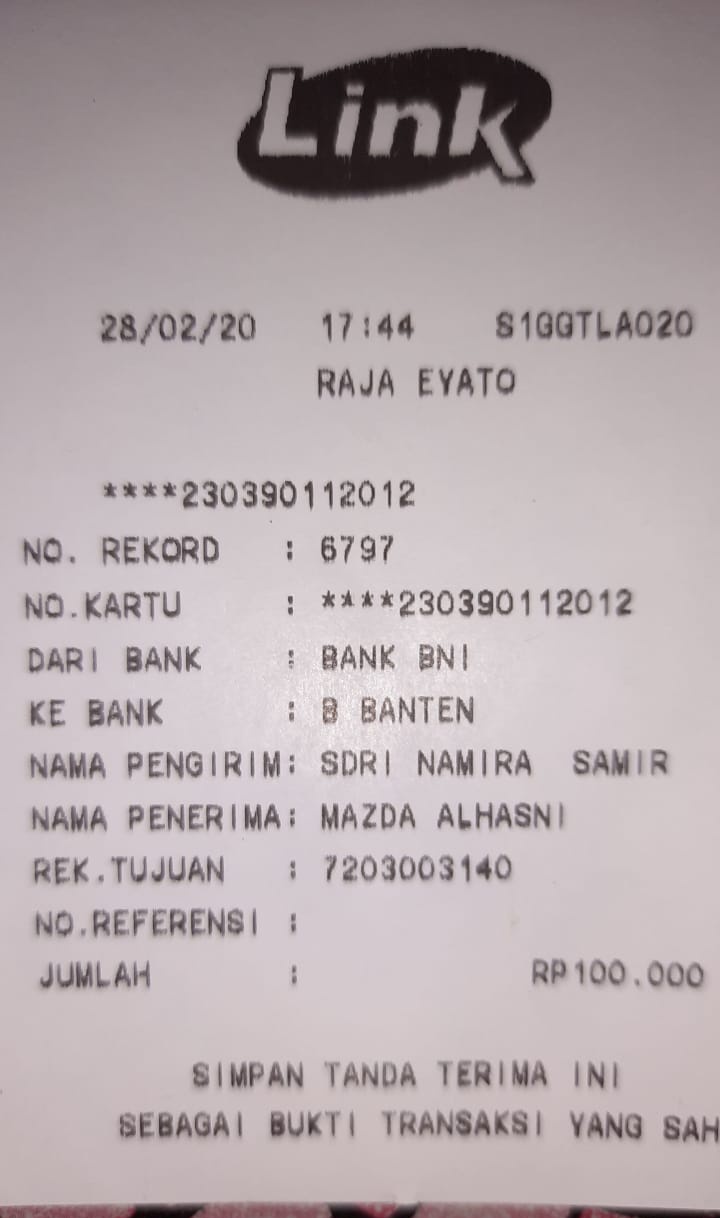 Link
28/02/20 17:44 S1GGTLA020
RAJA EYATO
****230390112012
NO. REKORD : 6797
NO.KARTU : ****230390112012
DARI BANK : BANK BNI
KE BANK : B BANTEN
NAMA PENGIRIM: SDRI NAMIRA SAMIR
NAMA PENERIMA: MAZDA ALHASNI
REK.TUJUAN : 7203003140
NO.REFERENSI :
JUMLAH : RP100.000
SIMPAN TANDA TERIMA INI
SEBAGAI BUKTI TRANSAKSI YANG SAH